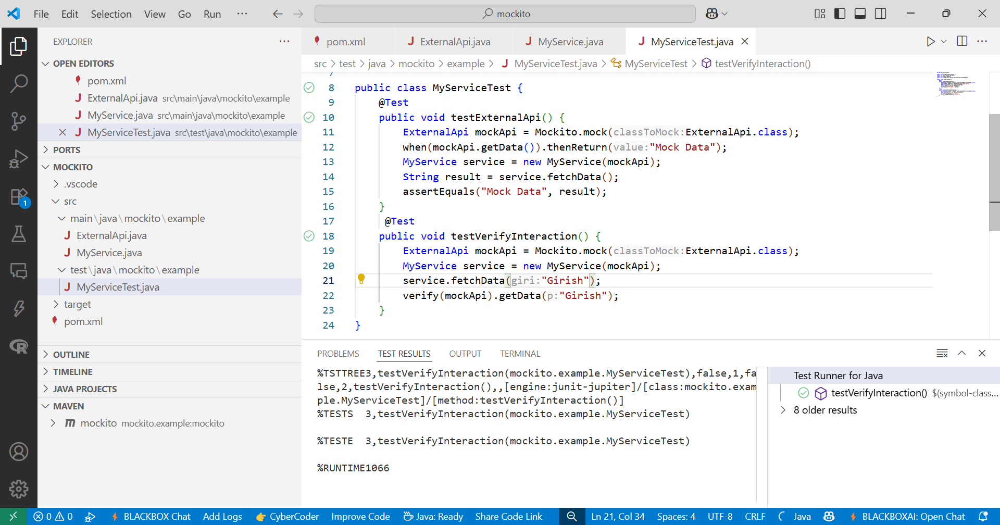 File Edit Selection View Go Run ···
mockito
EXPLORER
OPEN EDITORS
pom.xml
ExternalApi.java src\main\java\mockito\example
MyService.java src\main\java\mockito\example
MyServiceTest.java src\test\java\mockito\example
PORTS
MOCKITO
.vscode
src
main\java\mockito\example
ExternalApi.java
MyService.java
test\java\mockito\example
MyServiceTest.java
target
pom.xml
OUTLINE
TIMELINE
JAVA PROJECTS
MAVEN
mockito mockito.example:mockito
1
pom.xml ExternalApi.java MyService.java MyServiceTest.java
src > test > java > mockito > example > MyServiceTest.java > MyServiceTest > testVerifyInteraction()
7
8 public class MyServiceTest {
9 @Test
10 public void testExternalApi() {
11 ExternalApi mockApi = Mockito.mock(classToMock:ExternalApi.class);
12 when(mockApi.getData()).thenReturn(value:"Mock Data");
13 MyService service = new MyService(mockApi);
14 String result = service.fetchData();
15 assertEquals("Mock Data", result);
16 }
17 @Test
18 public void testVerifyInteraction() {
19 ExternalApi mockApi = Mockito.mock(classToMock:ExternalApi.class);
20 MyService service = new MyService(mockApi);
21 service.fetchData(giri:"Girish");
22 verify(mockApi).getData(p:"Girish");
23 }
24 }
PROBLEMS TEST RESULTS OUTPUT TERMINAL
%TSTTREE3,testVerifyInteraction(mockito.example.MyServiceTest),false,1,fa
lse,2,testVerifyInteraction(),,[engine:junit-jupiter]/[class:mockito.exam
ple.MyServiceTest]/[method:testVerifyInteraction()]
%TESTS 3,testVerifyInteraction(mockito.example.MyServiceTest)
%TESTE 3,testVerifyInteraction(mockito.example.MyServiceTest)
%RUNTIME1066
Test Runner for Java
testVerifyInteraction() $(symbol-class...
8 older results
0 0 BLACKBOX Chat Add Logs CyberCoder Improve Code Java: Ready Share Code Link Ln 21, Col 34 Spaces: 4 UTF-8 CRLF Java BLACKBOXAI: Open Chat